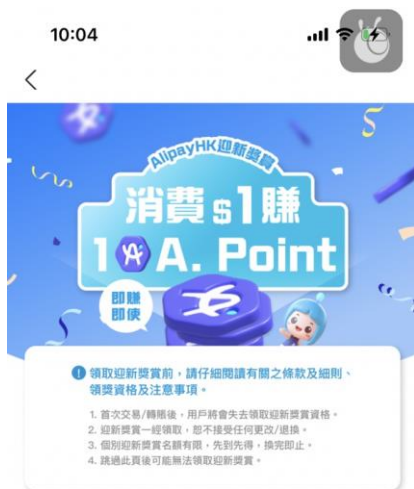 10:04
AlipayHK迎新獎賞
消費$1賺
1 A. Point
即賺
即使
領取迎新獎賞前，請仔細閱讀有關之條款及細則、
領獎資格及注意事項。
1. 首次交易/轉賬後，用戶將會失去領取迎新獎賞資格。
2. 迎新獎賞一經領取，恕不接受任何更改/退換。
3. 個別迎新獎賞名額有限，先到先得，換完即止。
4. 跳過此頁後可能無法領取迎新獎賞。